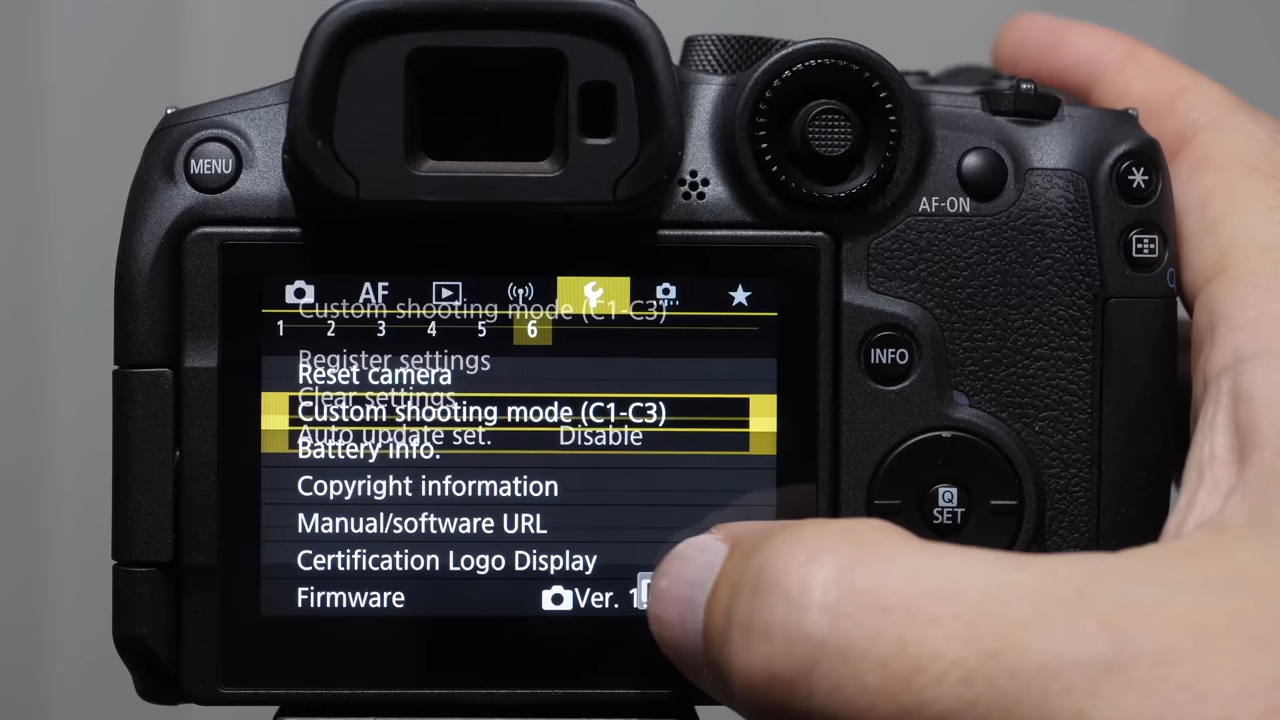 MENU
AF-ON
AF
Custom shooting mode (C1-C3)
1 2 3 4 5 6
Register settings
Reset camera
Clear settings
Custom shooting mode (C1-C3)
Auto update set. Disable
Battery info.
Copyright information
Manual/software URL
Certification Logo Display
Firmware Ver. 1
INFO
Q
SET